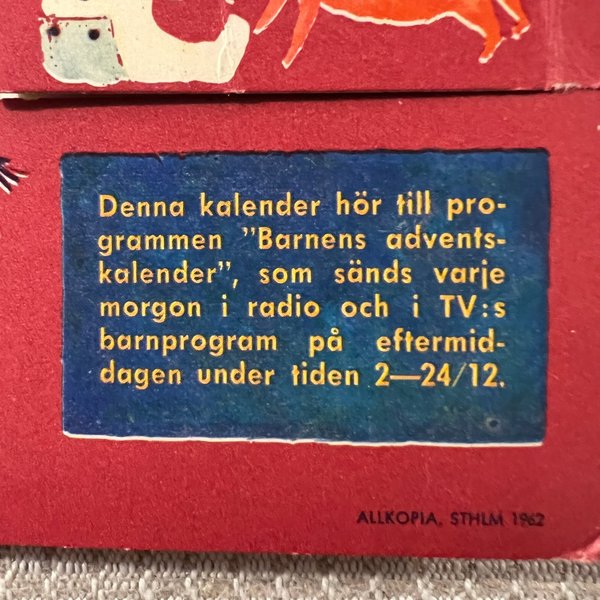 Denna kalender hör till pro-
grammen "Barnens advents-
kalender", som sänds varje
morgon i radio och i TV:s
barnprogram på eftermid-
dagen under tiden 2—24/12.
ALLKOPIA, STHLM 1962